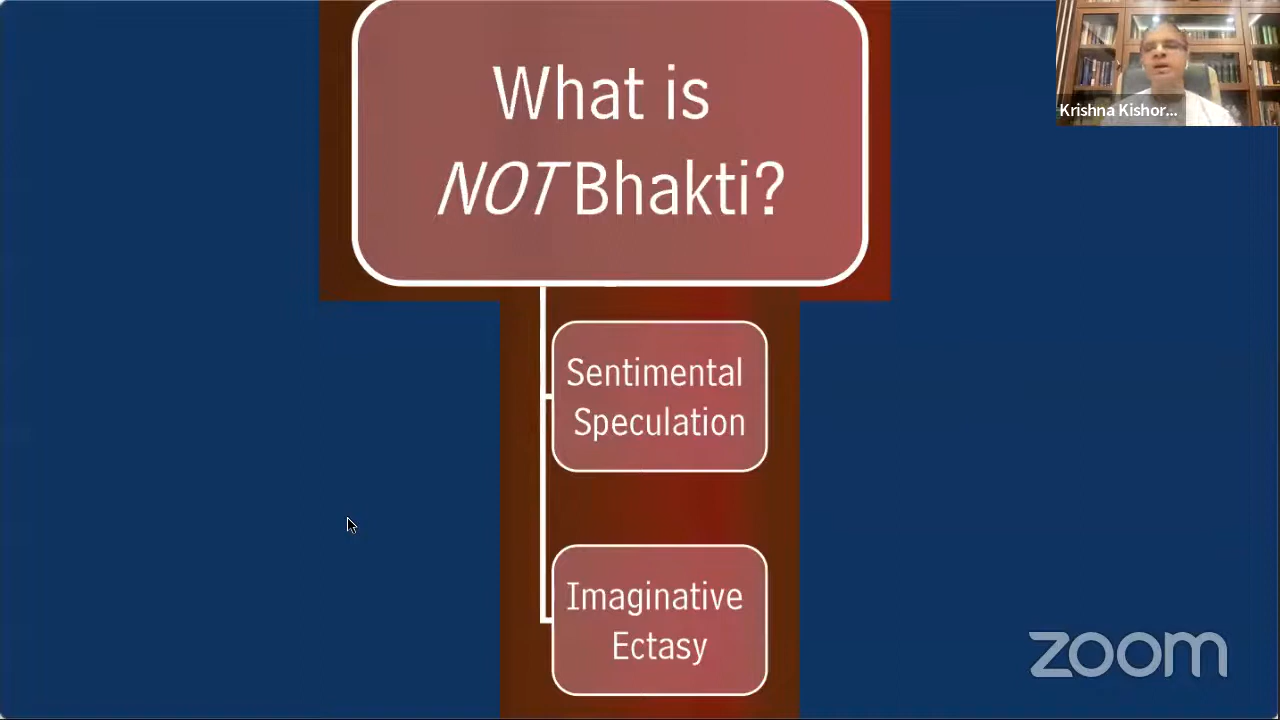 What is
NOT Bhakti?
Krishna Kishor...
Sentimental
Speculation
Imaginative
Ectasy
zoom